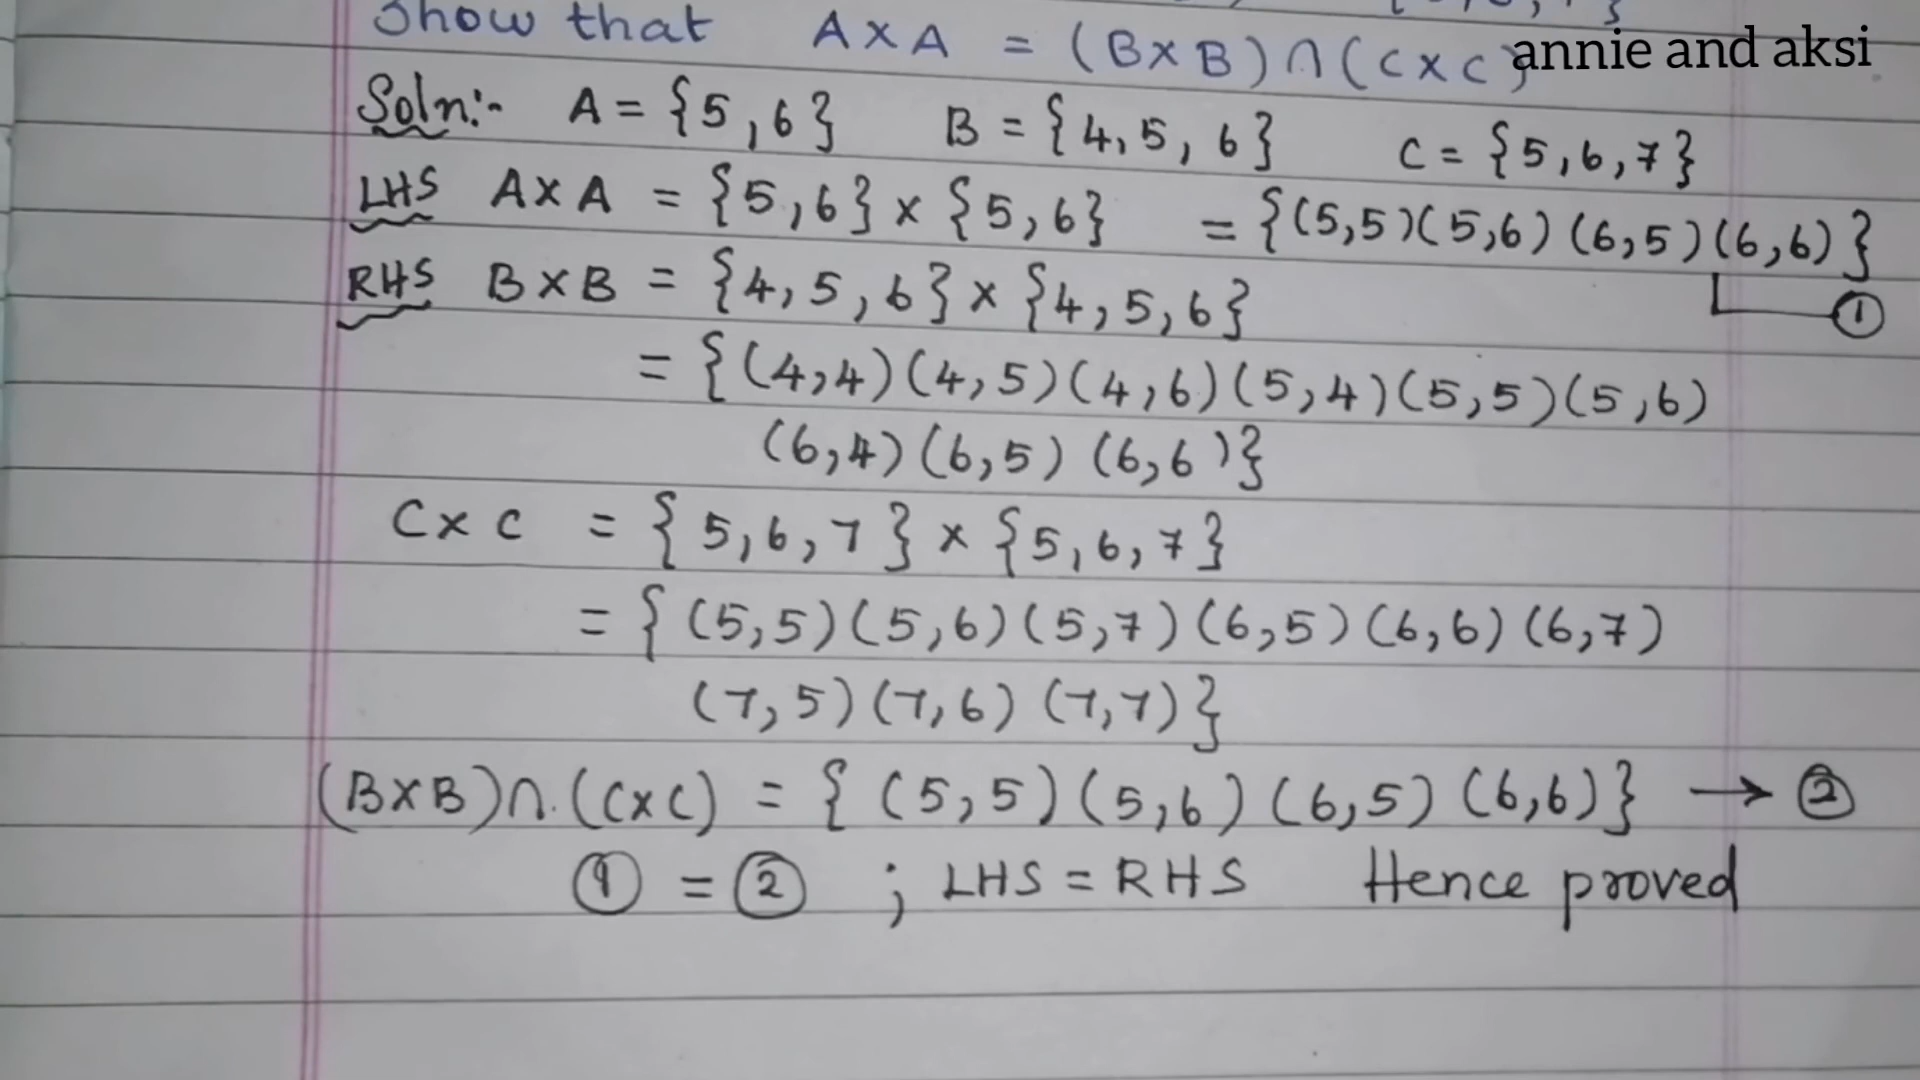 Show that A×A = (B×B)∩(C×C)
annie and aksi
Soln:- A = {5,6} B = {4,5,6} C = {5,6,7}
LHS A×A = {5,6}×{5,6} = {(5,5)(5,6)(6,5)(6,6)}
①
RHS B×B = {4,5,6}×{4,5,6}
= {(4,4)(4,5)(4,6)(5,4)(5,5)(5,6)
(6,4)(6,5)(6,6)}
C×C = {5,6,7}×{5,6,7}
= {(5,5)(5,6)(5,7)(6,5)(6,6)(6,7)
(7,5)(7,6)(7,7)}
(B×B)∩.(C×C) = {(5,5)(5,6)(6,5)(6,6)} → ②
① = ② ; LHS = RHS Hence proved